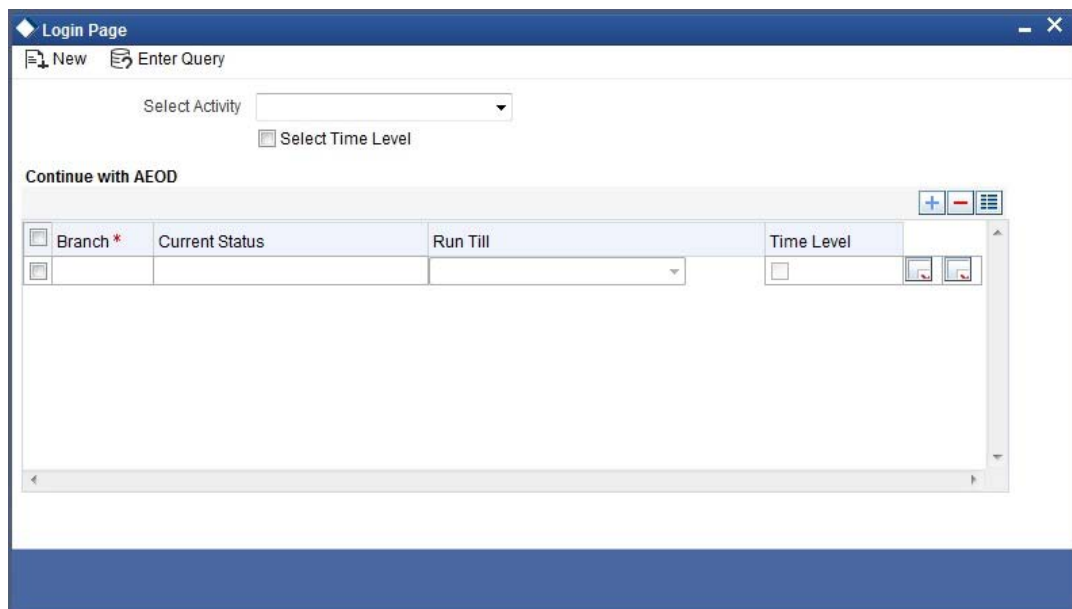 Login Page
New Enter Query
Select Activity
Select Time Level
Continue with AEOD
Branch * Current Status Run Till Time Level